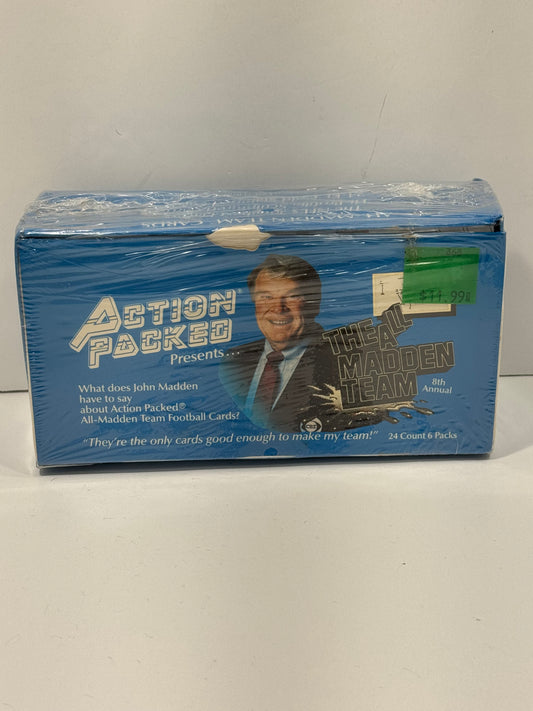 ACTION
PACKED®
Presents...
What does John Madden
have to say
about Action Packed®
All-Madden Team Football Cards?
"They're the only cards good enough to make my team!"
THE ALL
MADDEN
TEAM
8th
Annual
24 Count 6 Packs
$11.99